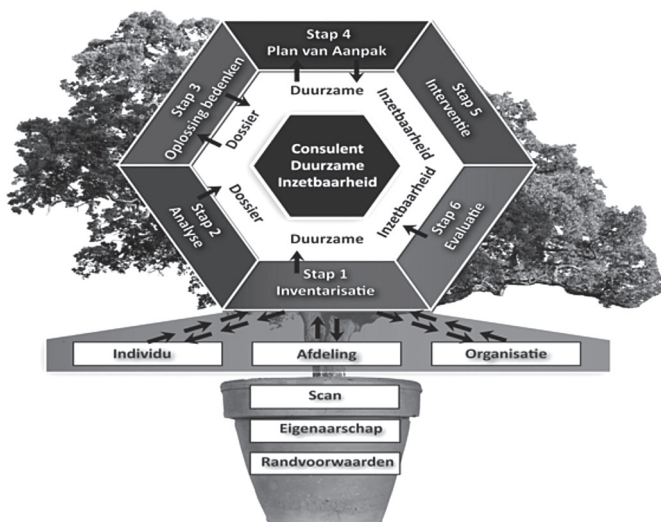 Stap 4
Plan van Aanpak
Stap 3
Oplossing bedenken
Stap 5
Interventie
Duurzame
Dossier
Inzetbaarheid
Consulent
Duurzame
Inzetbaarheid
Stap 2
Analyse
Dossier
Inzetbaarheid
Stap 6
Evaluatie
Duurzame
Stap 1
Inventarisatie
Individu
Afdeling
Organisatie
Scan
Eigenaarschap
Randvoorwaarden